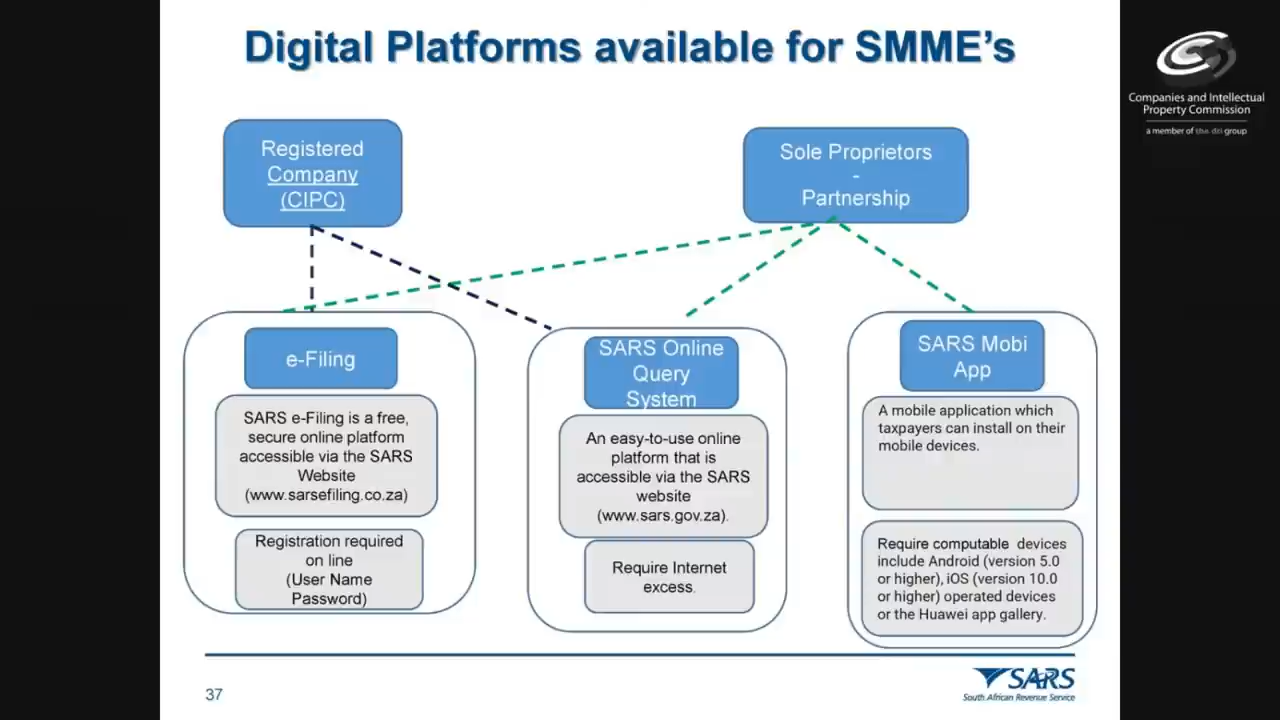 Digital Platforms available for SMME's
Companies and Intellectual
Property Commission
a member of the dti group
Registered
Company
(CIPC)
Sole Proprietors
-
Partnership
e-Filing
SARS e-Filing is a free,
secure online platform
accessible via the SARS
Website
(www.sarsefiling.co.za)
Registration required
on line
(User Name
Password)
SARS Online
Query
System
An easy-to-use online
platform that is
accessible via the SARS
website
(www.sars.gov.za).
Require Internet
excess.
SARS Mobi
App
A mobile application which
taxpayers can install on their
mobile devices.
Require computable devices
include Android (version 5.0
or higher), iOS (version 10.0
or higher) operated devices
or the Huawei app gallery.
37
SARS
South African Revenue Service